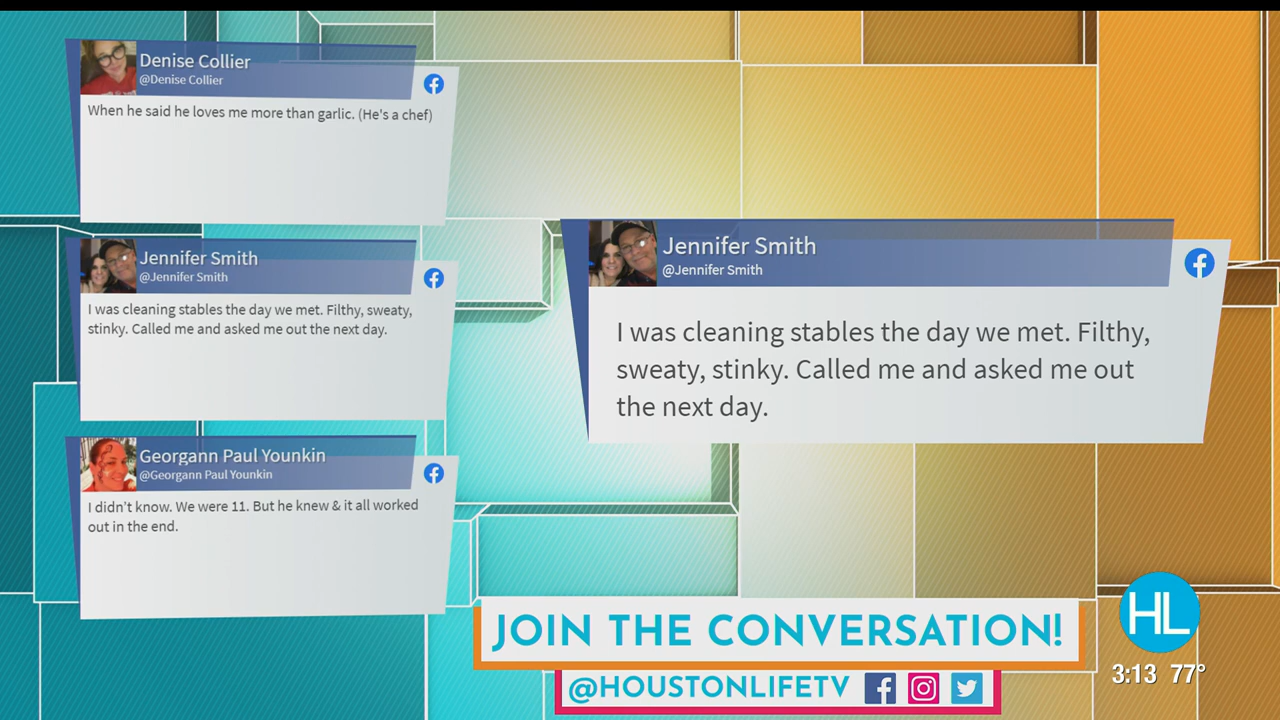 Denise Collier
@Denise Collier
When he said he loves me more than garlic. (He's a chef)
Jennifer Smith
@Jennifer Smith
I was cleaning stables the day we met. Filthy, sweaty,
stinky. Called me and asked me out the next day.
Georgann Paul Younkin
@Georgann Paul Younkin
I didn't know. We were 11. But he knew & it all worked
out in the end.
Jennifer Smith
@Jennifer Smith
I was cleaning stables the day we met. Filthy,
sweaty, stinky. Called me and asked me out
the next day.
JOIN THE CONVERSATION!
@HOUSTONLIFETV
HL
3:13 77°